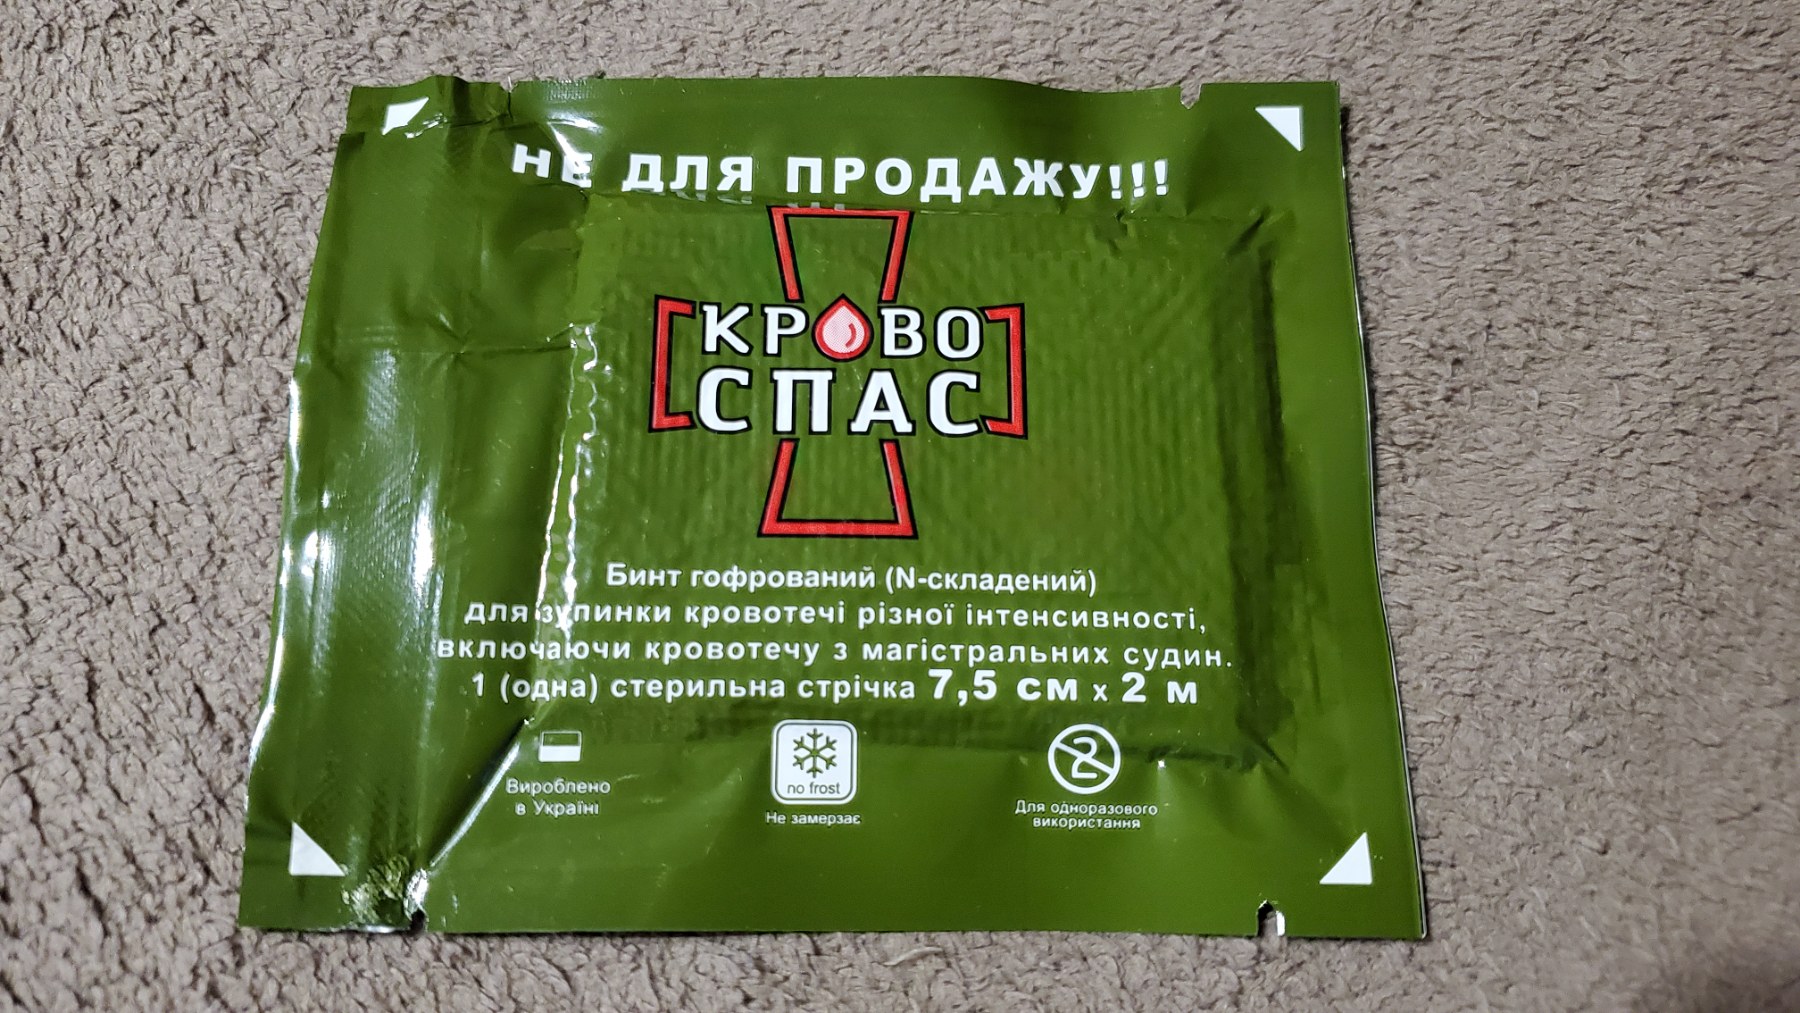 НЕ ДЛЯ ПРОДАЖУ!!!
КРОВО
СПАС
Бинт гофрований (N-складений)
для зупинки кровотечі різної інтенсивності,
включаючи кровотечу з магістральних судин.
1 (одна) стерильна стрічка 7,5 см х 2 м
2
no frost
Вироблено
в Україні
Не замерзає
Для одноразового
використання